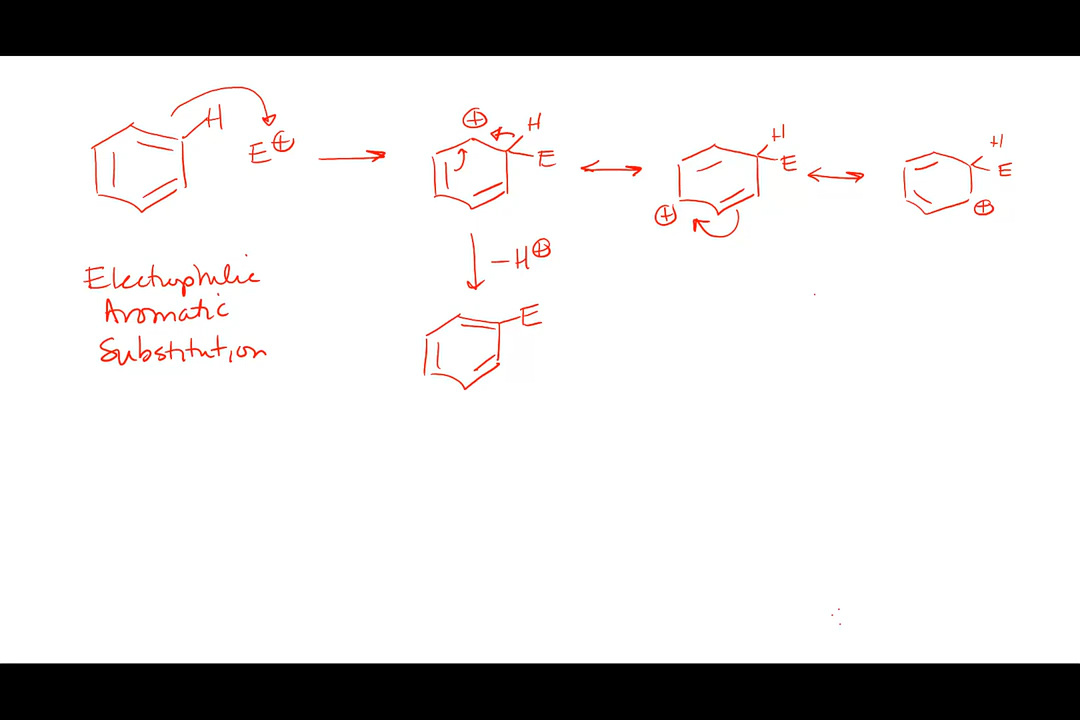 H
E⊕
⊕ H
E
H
E
⊕
H
E
⊕
−H⊕
E
Electrophilic
Aromatic
Substitution